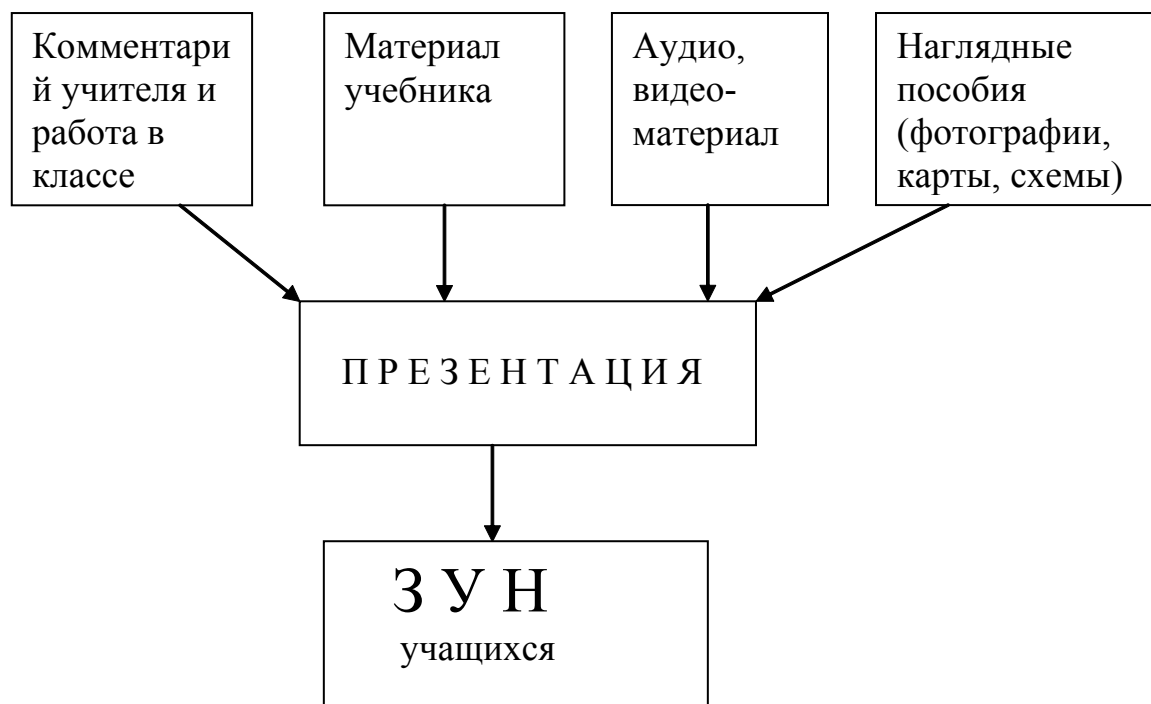 Комментари
й учителя и
работа в
классе
Материал
учебника
Аудио,
видео-
материал
Наглядные
пособия
(фотографии,
карты, схемы)
П Р Е З Е Н Т А Ц И Я
З У Н
учащихся